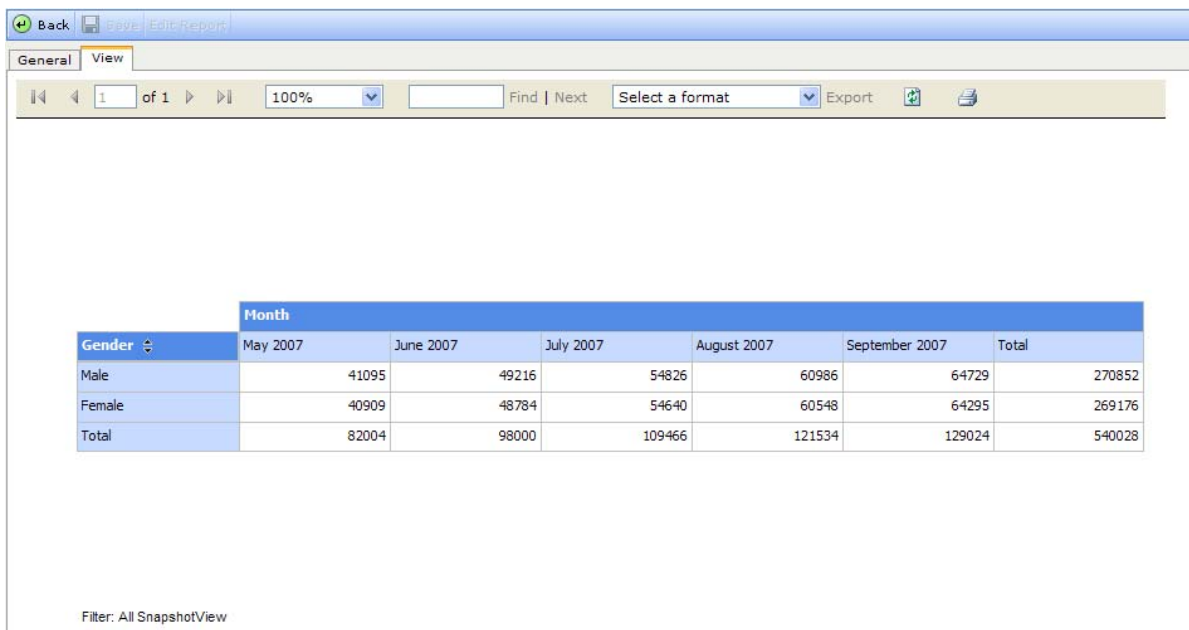 Back Save Edit Report
General View
1 of 1 100% Find | Next Select a format Export
Month
Gender May 2007 June 2007 July 2007 August 2007 September 2007 Total
Male 41095 49216 54826 60986 64729 270852
Female 40909 48784 54640 60548 64295 269176
Total 82004 98000 109466 121534 129024 540028
Filter: All SnapshotView